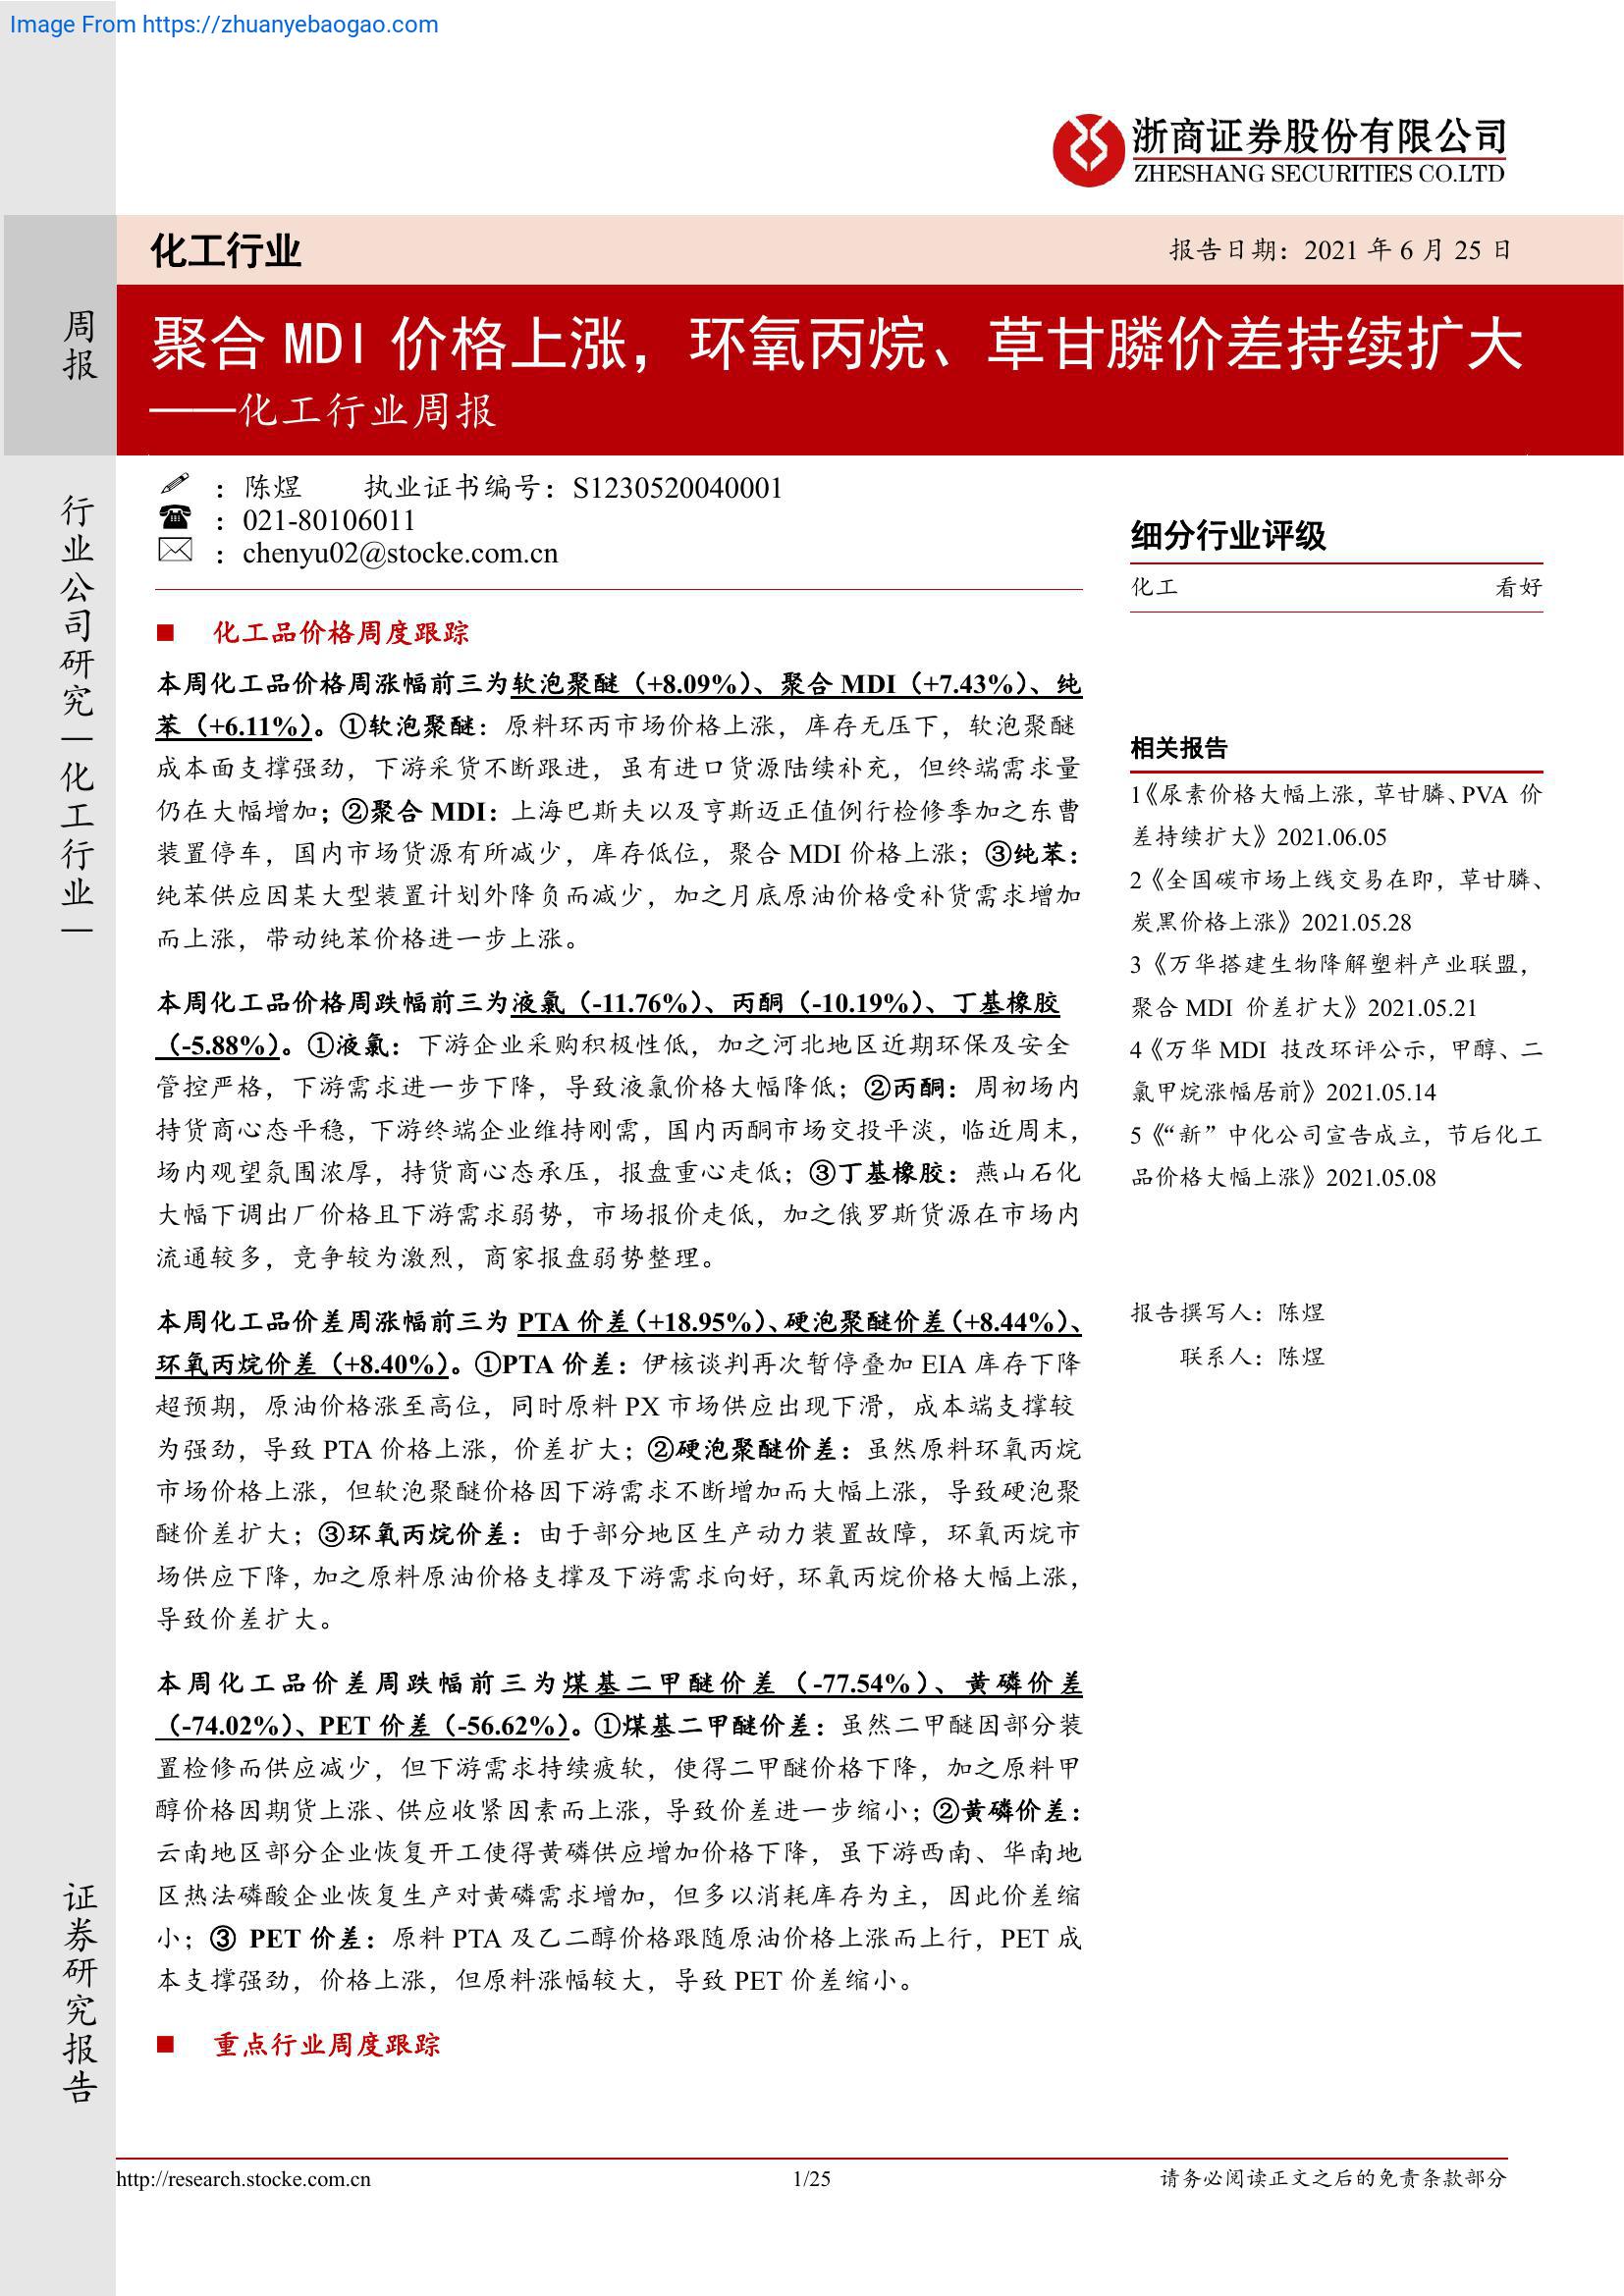 Image From https://zhuanyebaogao.com
浙商证券股份有限公司
ZHESHANG SECURITIES CO.LTD
化工行业
报告日期：2021 年 6 月 25 日
周报
聚合 MDI 价格上涨，环氧丙烷、草甘膦价差持续扩大
——化工行业周报
行业公司研究—化工行业—
：陈煜 执业证书编号：S1230520040001
：021-80106011
：chenyu02@stocke.com.cn
■ 化工品价格周度跟踪
本周化工品价格周涨幅前三为软泡聚醚（+8.09%）、聚合 MDI（+7.43%）、纯
苯（+6.11%）。①软泡聚醚：原料环丙市场价格上涨，库存无压下，软泡聚醚
成本面支撑强劲，下游采货不断跟进，虽有进口货源陆续补充，但终端需求量
仍在大幅增加；②聚合 MDI：上海巴斯夫以及亨斯迈正值例行检修季加之东曹
装置停车，国内市场货源有所减少，库存低位，聚合 MDI 价格上涨；③纯苯：
纯苯供应因某大型装置计划外降负而减少，加之月底原油价格受补货需求增加
而上涨，带动纯苯价格进一步上涨。
本周化工品价格周跌幅前三为液氯（-11.76%）、丙酮（-10.19%）、丁基橡胶
（-5.88%）。①液氯：下游企业采购积极性低，加之河北地区近期环保及安全
管控严格，下游需求进一步下降，导致液氯价格大幅降低；②丙酮：周初场内
持货商心态平稳，下游终端企业维持刚需，国内丙酮市场交投平淡，临近周末，
场内观望氛围浓厚，持货商心态承压，报盘重心走低；③丁基橡胶：燕山石化
大幅下调出厂价格且下游需求弱势，市场报价走低，加之俄罗斯货源在市场内
流通较多，竞争较为激烈，商家报盘弱势整理。
本周化工品价差周涨幅前三为 PTA 价差（+18.95%）、硬泡聚醚价差（+8.44%）、
环氧丙烷价差（+8.40%）。①PTA 价差：伊核谈判再次暂停叠加 EIA 库存下降
超预期，原油价格涨至高位，同时原料 PX 市场供应出现下滑，成本端支撑较
为强劲，导致 PTA 价格上涨，价差扩大；②硬泡聚醚价差：虽然原料环氧丙烷
市场价格上涨，但软泡聚醚价格因下游需求不断增加而大幅上涨，导致硬泡聚
醚价差扩大；③环氧丙烷价差：由于部分地区生产动力装置故障，环氧丙烷市
场供应下降，加之原料原油价格支撑及下游需求向好，环氧丙烷价格大幅上涨，
导致价差扩大。
本周化工品价差周跌幅前三为煤基二甲醚价差（-77.54%）、黄磷价差
（-74.02%）、PET 价差（-56.62%）。①煤基二甲醚价差：虽然二甲醚因部分装
置检修而供应减少，但下游需求持续疲软，使得二甲醚价格下降，加之原料甲
醇价格因期货上涨、供应收紧因素而上涨，导致价差进一步缩小；②黄磷价差：
云南地区部分企业恢复开工使得黄磷供应增加价格下降，虽下游西南、华南地
区热法磷酸企业恢复生产对黄磷需求增加，但多以消耗库存为主，因此价差缩
小；③ PET 价差：原料 PTA 及乙二醇价格跟随原油价格上涨而上行，PET 成
本支撑强劲，价格上涨，但原料涨幅较大，导致 PET 价差缩小。
■ 重点行业周度跟踪
细分行业评级
化工 看好
相关报告
1《尿素价格大幅上涨，草甘膦、PVA 价
差持续扩大》2021.06.05
2《全国碳市场上线交易在即，草甘膦、
炭黑价格上涨》2021.05.28
3《万华搭建生物降解塑料产业联盟，
聚合 MDI 价差扩大》2021.05.21
4《万华 MDI 技改环评公示，甲醇、二
氯甲烷涨幅居前》2021.05.14
5《“新”中化公司宣告成立，节后化工
品价格大幅上涨》2021.05.08
报告撰写人：陈煜
联系人：陈煜
证券研究报告
http://research.stocke.com.cn
1/25
请务必阅读正文之后的免责条款部分